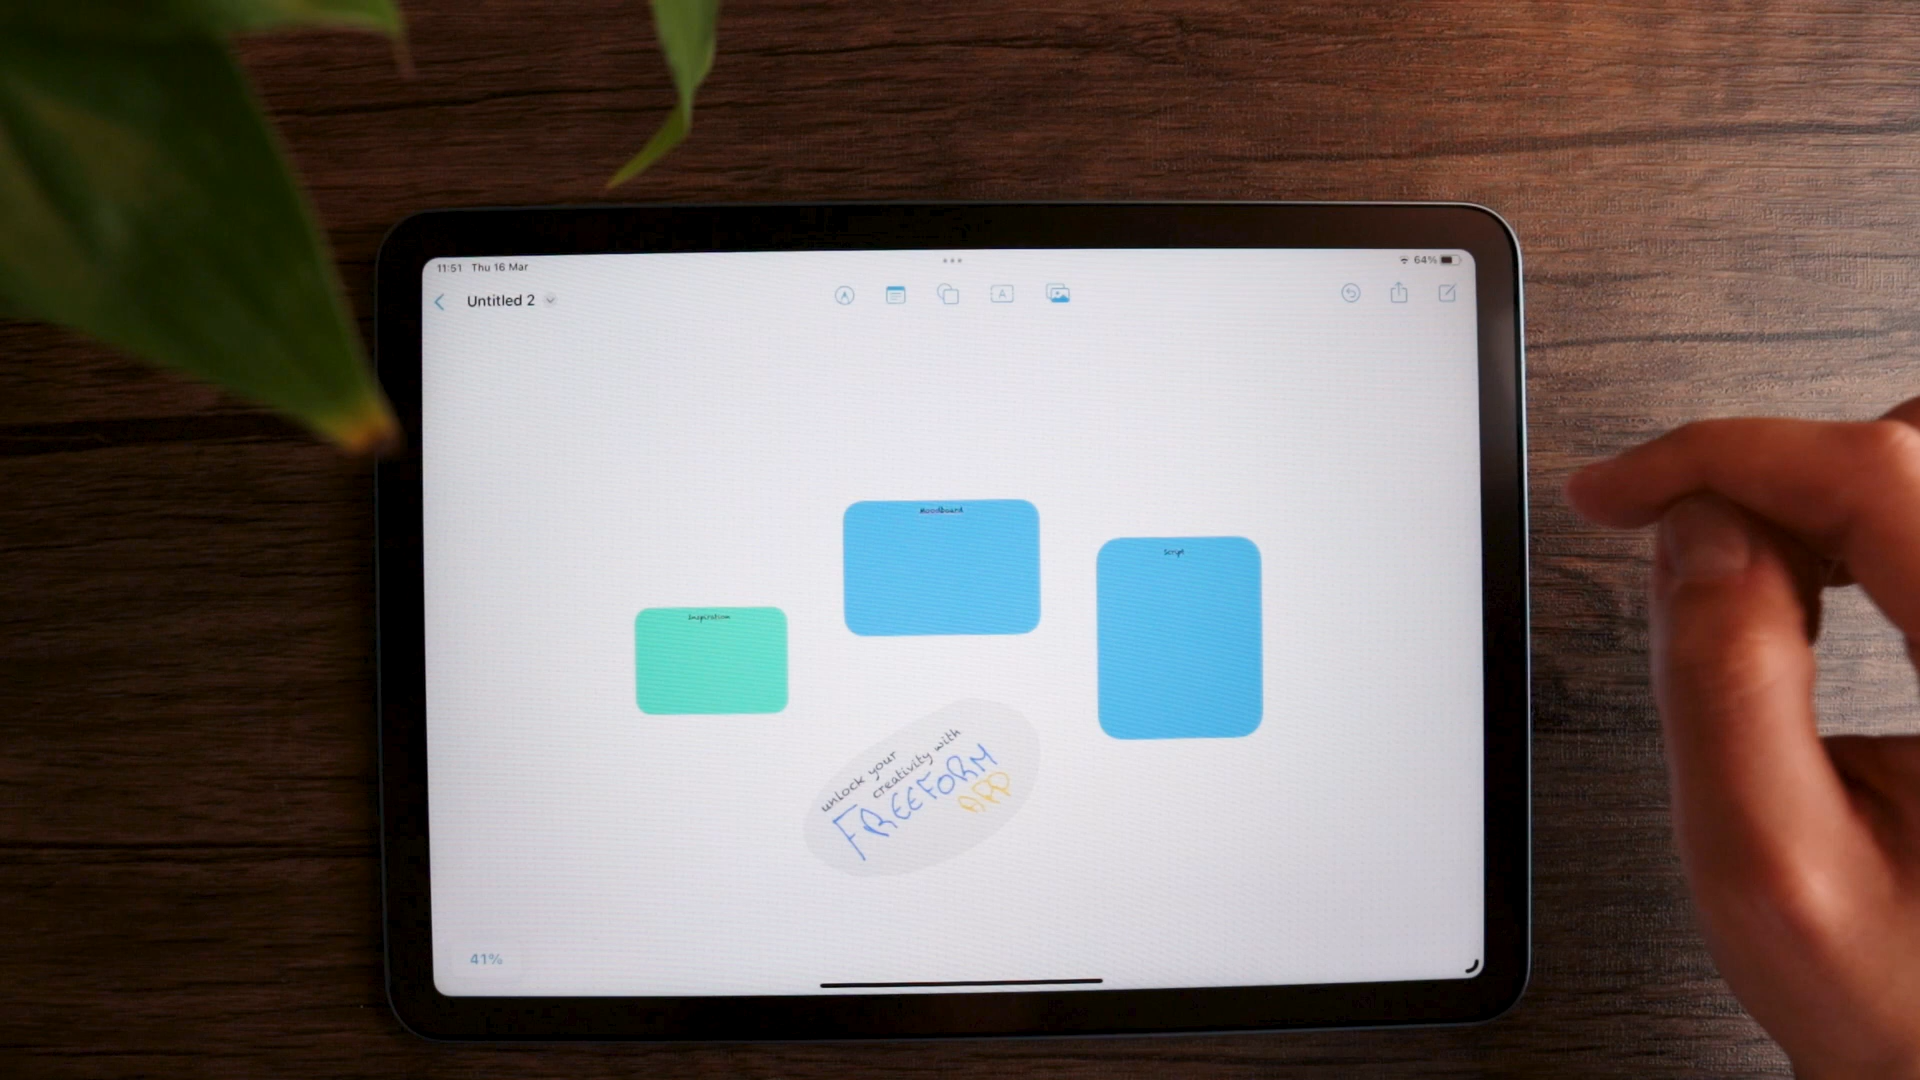 11:51 Thu 16 Mar
64%
Untitled 2
A
Moodboard
Script
Inspiration
unlock your
creativity with
FREEFORM
APP
41%